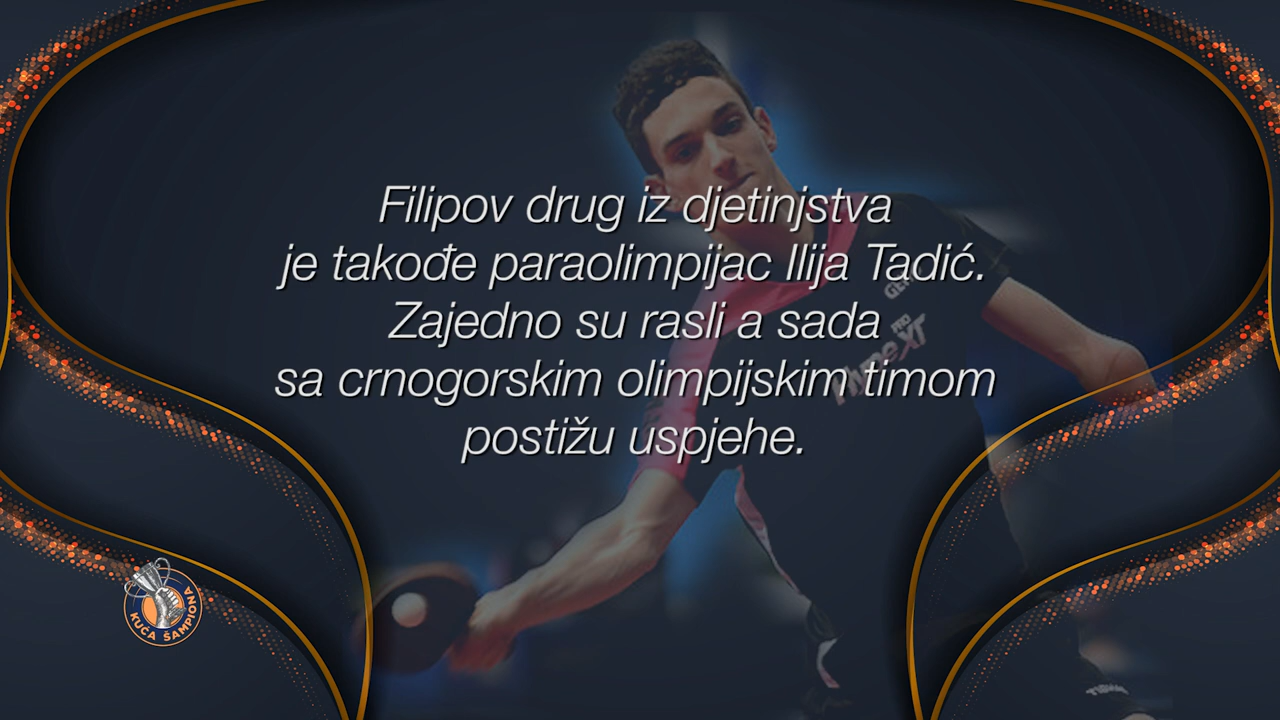 Filipov drug iz djetinjstva
je takođe paraolimpijac Ilija Tadić.
Zajedno su rasli a sada
sa crnogorskim olimpijskim timom
postižu uspjehe.
KUĆA ŠAMPIONA